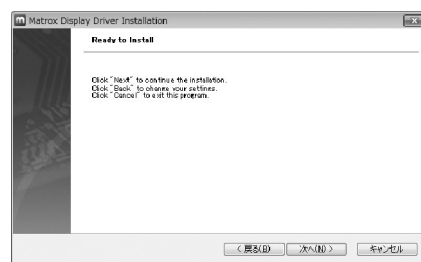 Matrox Display Driver Installation
Ready to Install
Click "Next" to continue the installation.
Click "Back" to change your settings.
Click "Cancel" to exit this program.
< 戻る(B)
次へ(N) >
キャンセル